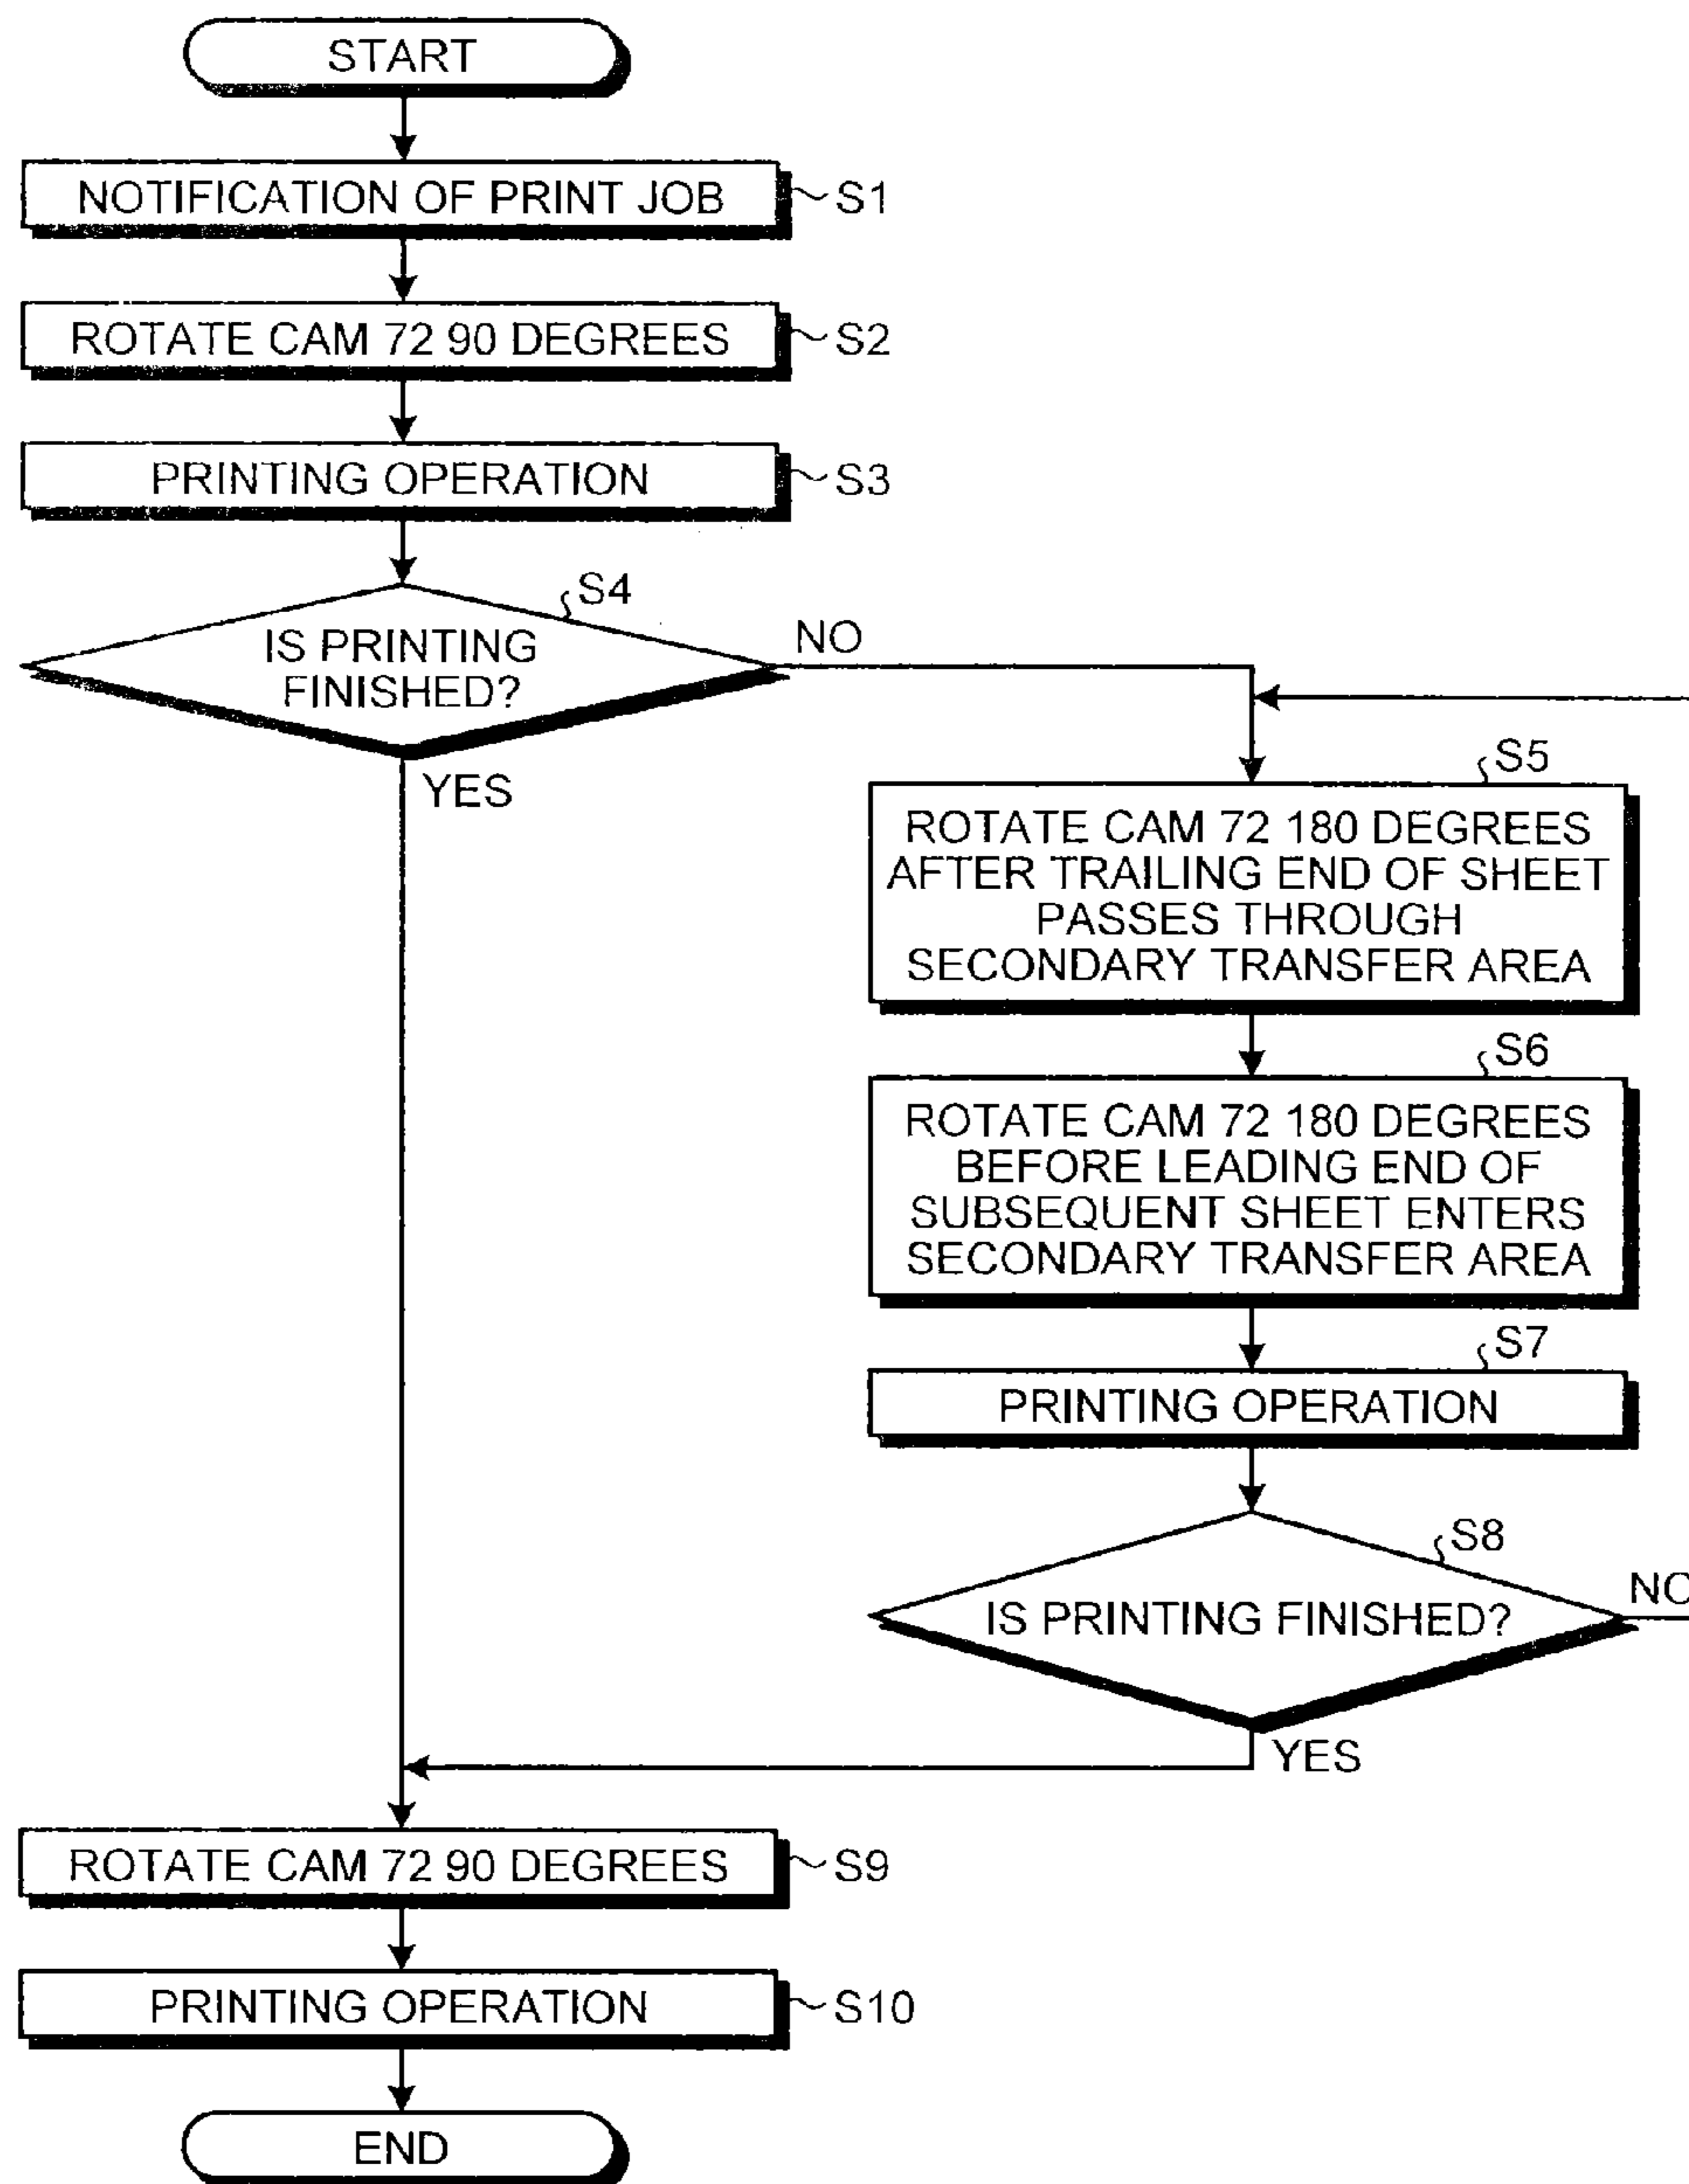 START
NOTIFICATION OF PRINT JOB
S1
ROTATE CAM 72 90 DEGREES
S2
PRINTING OPERATION
S3
S4
IS PRINTING
FINISHED?
NO
YES
S5
ROTATE CAM 72 180 DEGREES
AFTER TRAILING END OF SHEET
PASSES THROUGH
SECONDARY TRANSFER AREA
S6
ROTATE CAM 72 180 DEGREES
BEFORE LEADING END OF
SUBSEQUENT SHEET ENTERS
SECONDARY TRANSFER AREA
S7
PRINTING OPERATION
S8
IS PRINTING FINISHED?
NO
YES
ROTATE CAM 72 90 DEGREES
S9
PRINTING OPERATION
S10
END